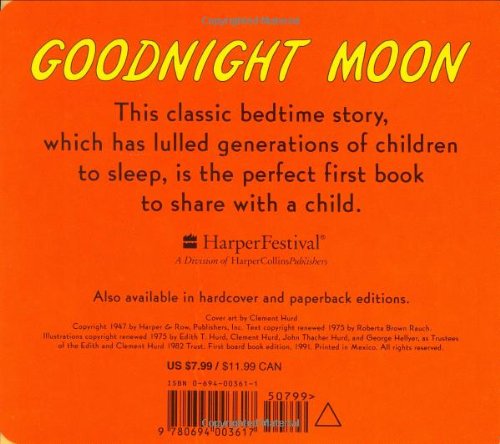 GOODNIGHT MOON
This classic bedtime story,
which has lulled generations of children
to sleep, is the perfect first book
to share with a child.
HarperFestival®
A Division of HarperCollinsPublishers
Also available in hardcover and paperback editions.
Cover art by Clement Hurd
Copyright 1947 by Harper & Row, Publishers, Inc. Text copyright renewed 1975 by Roberta Brown Rauch.
Illustrations copyright renewed 1975 by Edith T. Hurd, Clement Hurd, John Thacher Hurd, and George Hellyer, as Trustees
of the Edith and Clement Hurd 1982 Trust. First board book edition, 1991. Printed in Mexico. All rights reserved.
US $7.99 / $11.99 CAN
ISBN 0-694-00361-1
50799>
9 780694 003617